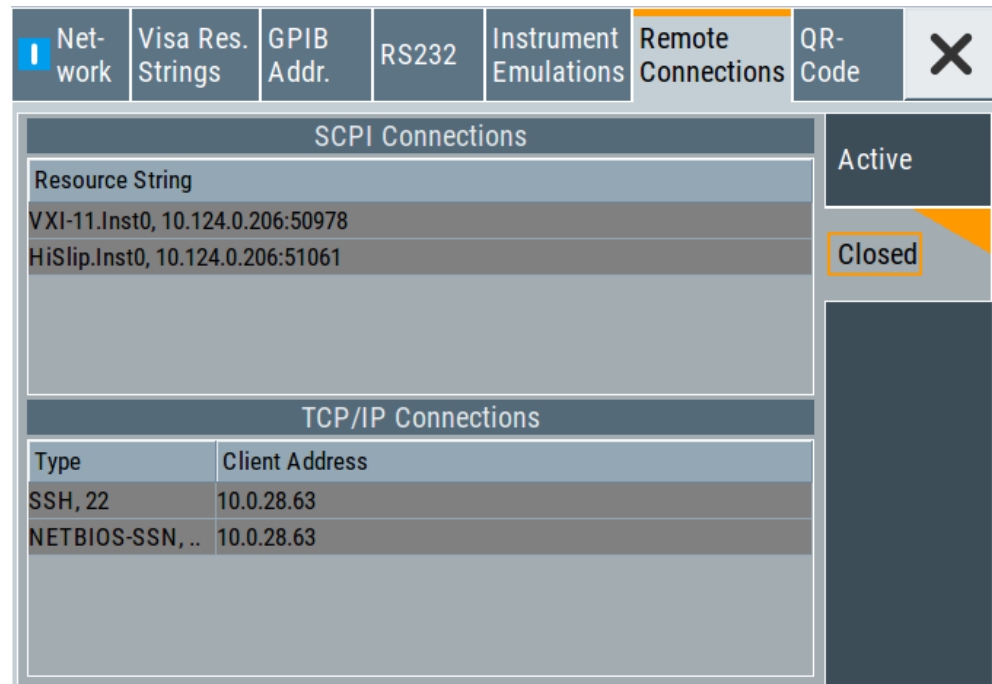 Net-
work
Visa Res.
Strings
GPIB
Addr.
RS232
Instrument
Emulations
Remote
Connections
QR-
Code
SCPI Connections
Resource String
VXI-11.Inst0, 10.124.0.206:50978
HiSlip.Inst0, 10.124.0.206:51061
Active
Closed
TCP/IP Connections
Type Client Address
SSH, 22 10.0.28.63
NETBIOS-SSN, .. 10.0.28.63